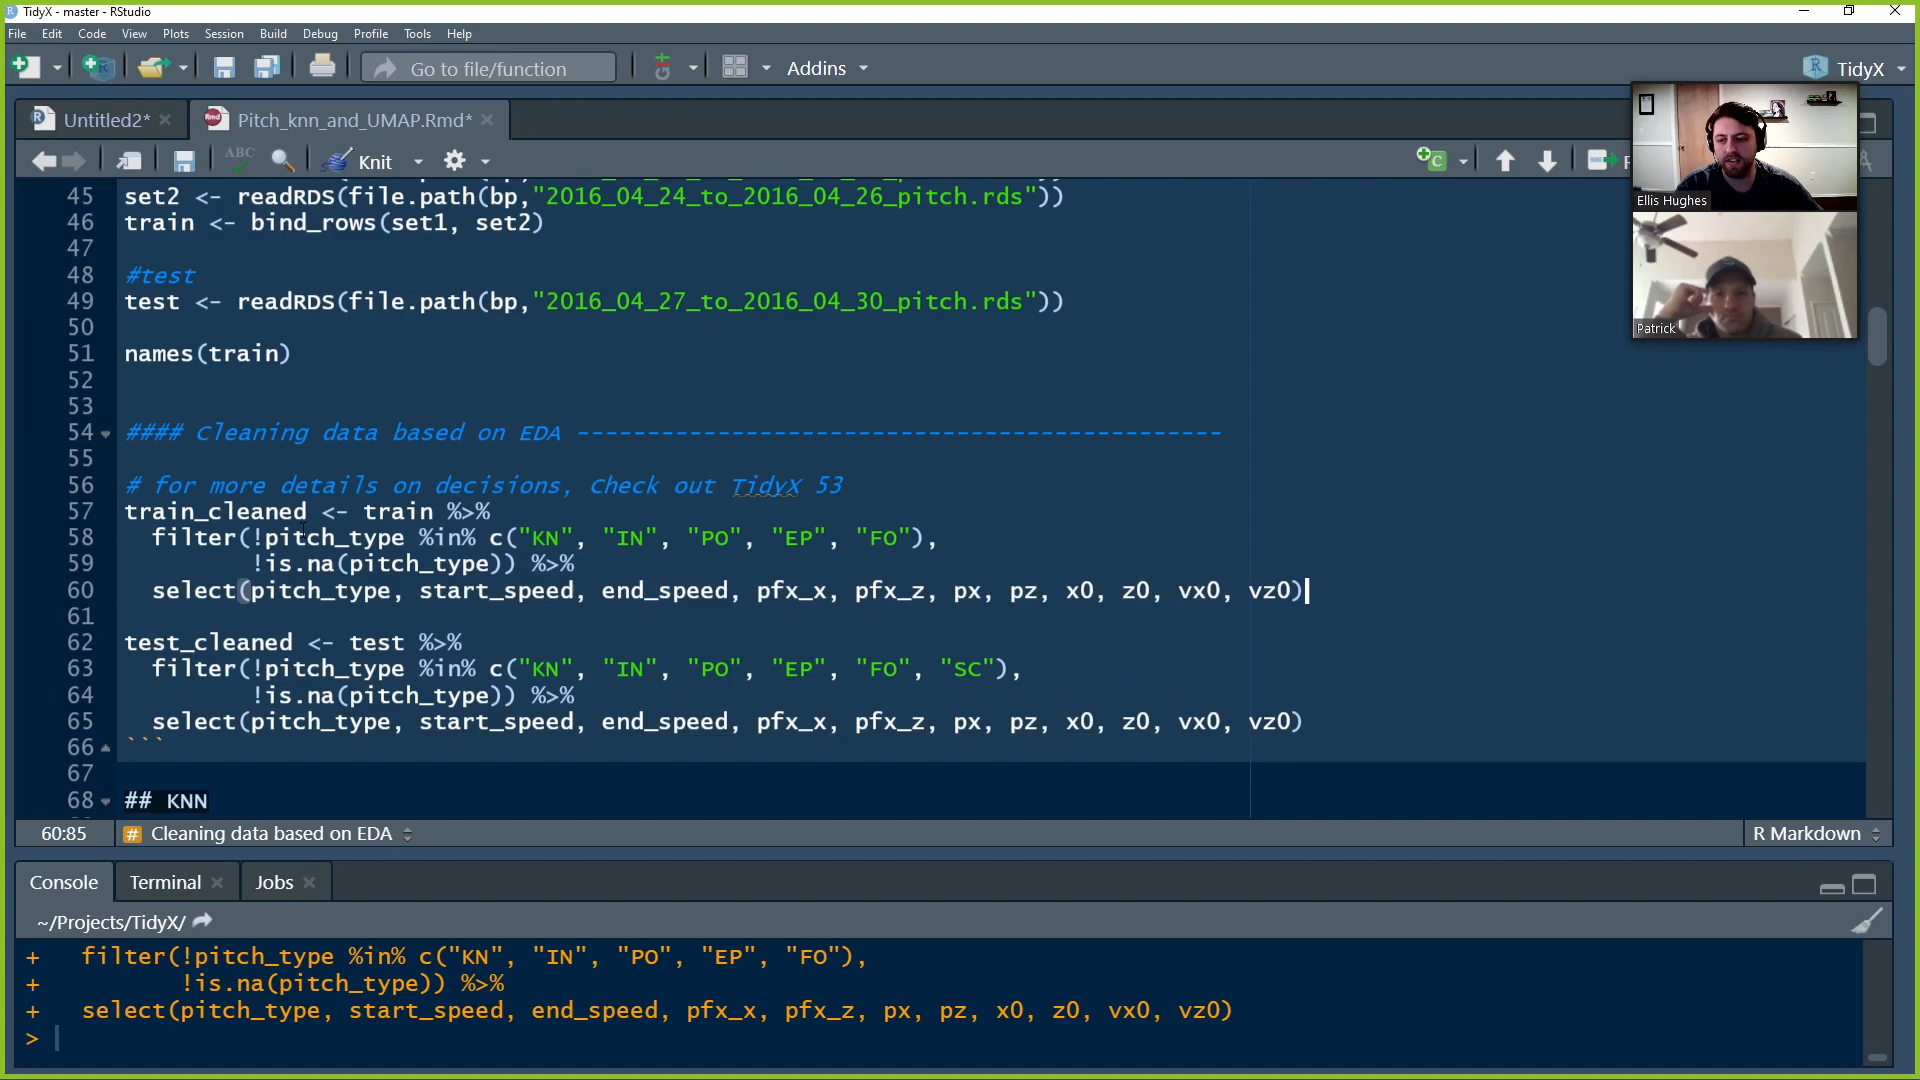 TidyX - master - RStudio
File Edit Code View Plots Session Build Debug Profile Tools Help
Go to file/function
Addins
TidyX
Untitled2*
Pitch_knn_and_UMAP.Rmd*
ABC
Knit
45 set2 <- readRDS(file.path(bp,"2016_04_24_to_2016_04_26_pitch.rds"))
46 train <- bind_rows(set1, set2)
47
48 #test
49 test <- readRDS(file.path(bp,"2016_04_27_to_2016_04_30_pitch.rds"))
50
51 names(train)
52
53
54 #### Cleaning data based on EDA ----------------------------------------------
55
56 # for more details on decisions, Check out TidyX 53
57 train_cleaned <- train %>%
58 filter(!pitch_type %in% c("KN", "IN", "PO", "EP", "FO"),
59 !is.na(pitch_type)) %>%
60 select(pitch_type, start_speed, end_speed, pfx_x, pfx_z, px, pz, x0, z0, vx0, vz0)
61
62 test_cleaned <- test %>%
63 filter(!pitch_type %in% c("KN", "IN", "PO", "EP", "FO", "SC"),
64 !is.na(pitch_type)) %>%
65 select(pitch_type, start_speed, end_speed, pfx_x, pfx_z, px, pz, x0, z0, vx0, vz0)
66 ```
67
68 ## KNN
Ellis Hughes
Patrick
60:85
# Cleaning data based on EDA
R Markdown
Console Terminal Jobs
~/Projects/TidyX/
+ filter(!pitch_type %in% c("KN", "IN", "PO", "EP", "FO"),
+ !is.na(pitch_type)) %>%
+ select(pitch_type, start_speed, end_speed, pfx_x, pfx_z, px, pz, x0, z0, vx0, vz0)
>